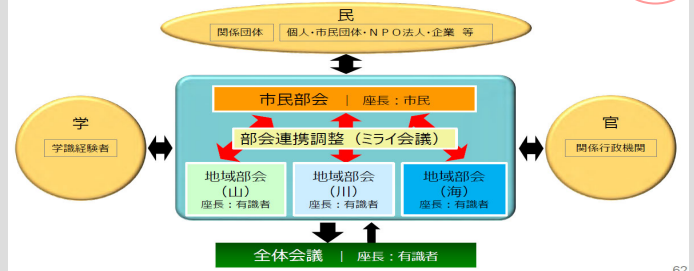 民
関係団体 個人・市民団体・NPO法人・企業 等
市民部会 | 座長：市民
学
学識経験者
部会連携調整（ミライ会議）
官
関係行政機関
地域部会
（山）
座長：有識者
地域部会
（川）
座長：有識者
地域部会
（海）
座長：有識者
全体会議 | 座長：有識者